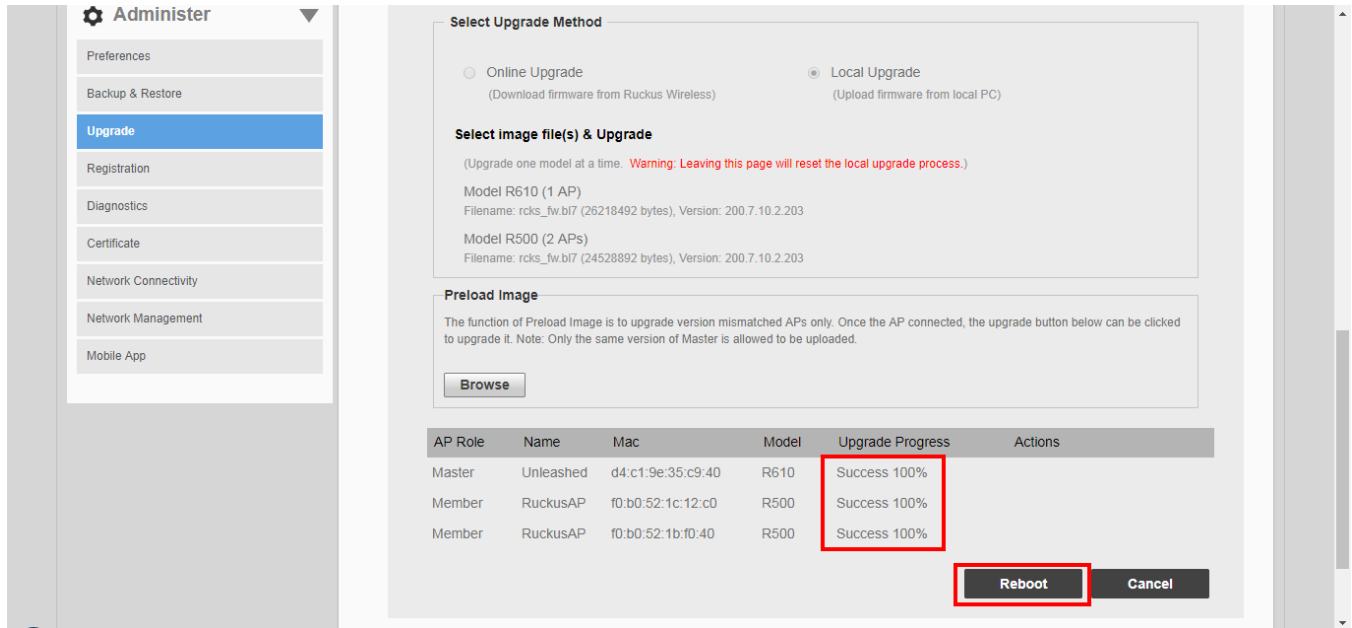 Administer
Preferences
Backup & Restore
Upgrade
Registration
Diagnostics
Certificate
Network Connectivity
Network Management
Mobile App
Select Upgrade Method
Online Upgrade Local Upgrade
(Download firmware from Ruckus Wireless) (Upload firmware from local PC)
Select image file(s) & Upgrade
(Upgrade one model at a time. Warning: Leaving this page will reset the local upgrade process.)
Model R610 (1 AP)
Filename: rcks_fw.bl7 (26218492 bytes), Version: 200.7.10.2.203
Model R500 (2 APs)
Filename: rcks_fw.bl7 (24528892 bytes), Version: 200.7.10.2.203
Preload Image
The function of Preload Image is to upgrade version mismatched APs only. Once the AP connected, the upgrade button below can be clicked
to upgrade it. Note: Only the same version of Master is allowed to be uploaded.
Browse
AP Role Name Mac Model Upgrade Progress Actions
Master Unleashed d4:c1:9e:35:c9:40 R610 Success 100%
Member RuckusAP f0:b0:52:1c:12:c0 R500 Success 100%
Member RuckusAP f0:b0:52:1b:f0:40 R500 Success 100%
Reboot Cancel